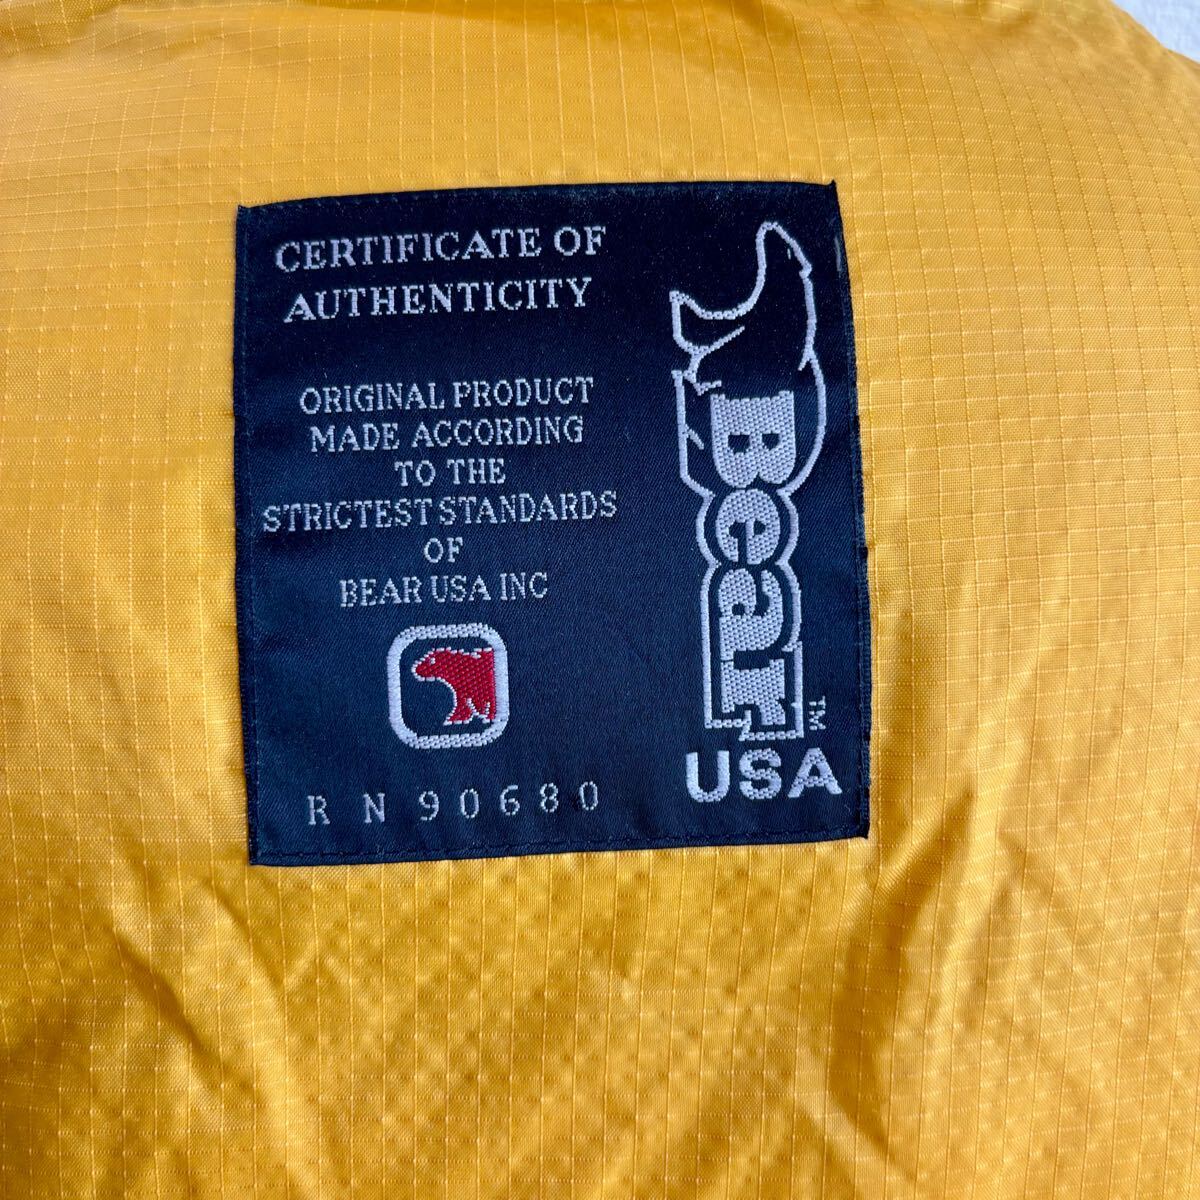 CERTIFICATE OF
AUTHENTICITY
ORIGINAL PRODUCT
MADE ACCORDING
TO THE
STRICTEST STANDARDS
OF
BEAR USA INC
R N 90680
Bear
TM
USA